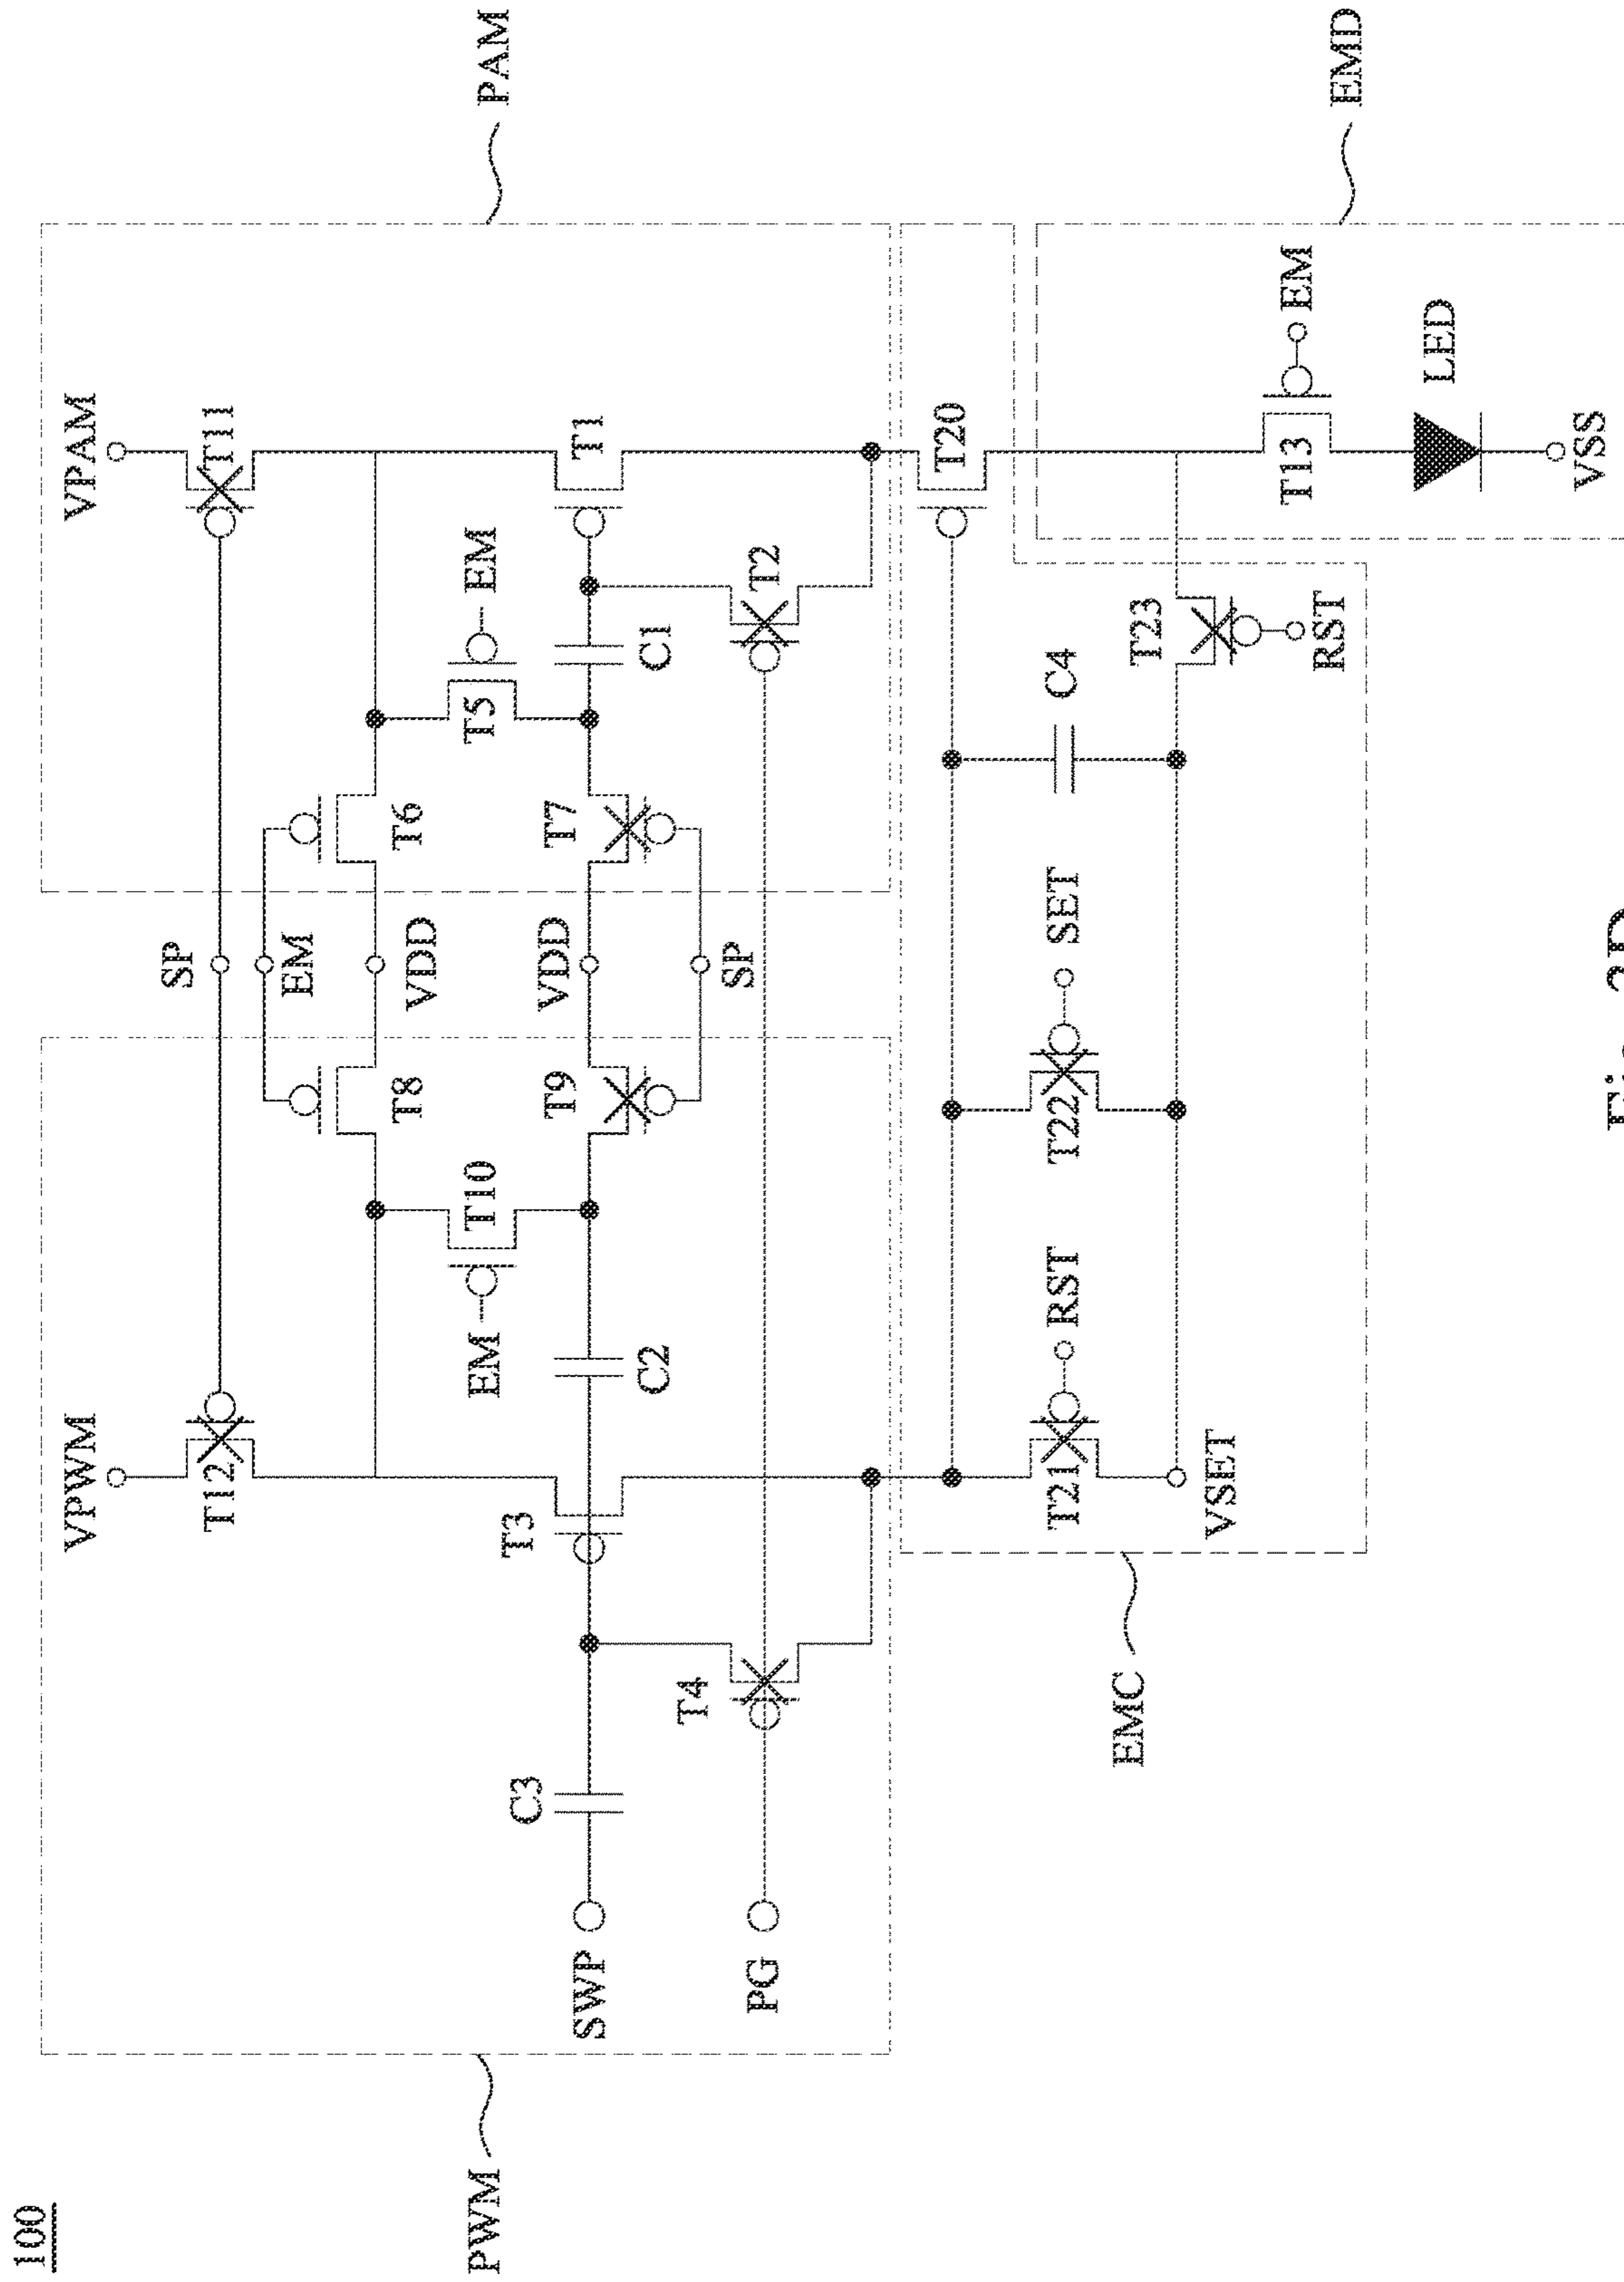 100
PWM
PAM
EMC
EMD
VPWM
VPAM
T12
T11
SP
EM
T8
T6
VDD
VDD
T9
T7
SP
T10
EM
T5
EM
T3
T1
C2
C1
C3
SWP
T4
T2
PG
T20
T21
RST
T22
SET
C4
T23
RST
VSET
T13
EM
LED
VSS